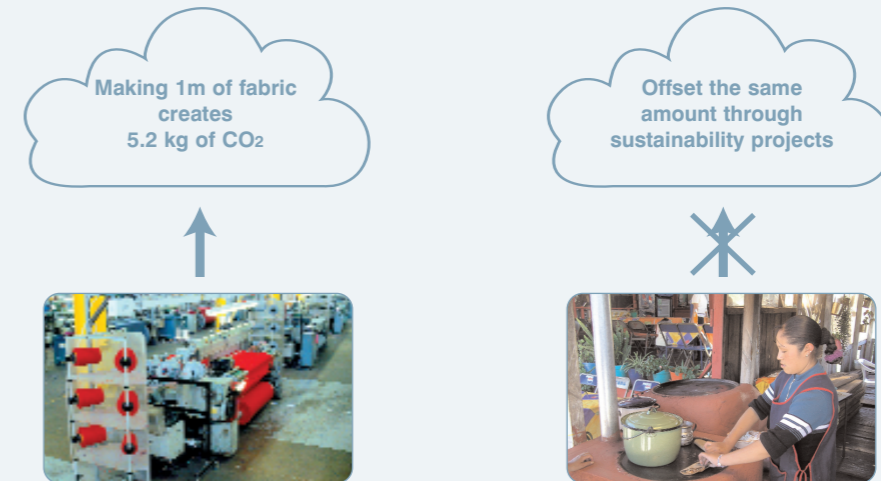 Making 1m of fabric
creates
5.2 kg of CO2
Offset the same
amount through
sustainability projects